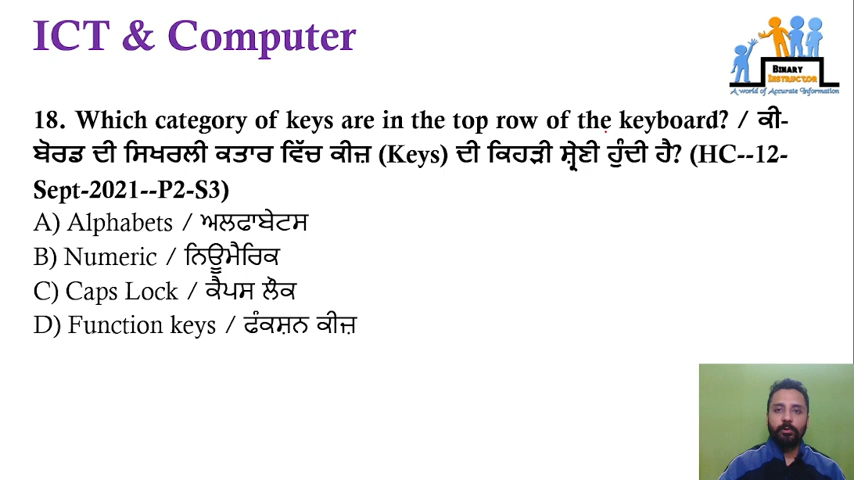 ICT & Computer
BINARY
INSTRUCTOR
A world of Accurate Information
18. Which category of keys are in the top row of the keyboard? / ਕੀ-
ਬੋਰਡ ਦੀ ਸਿਖਰਲੀ ਕਤਾਰ ਵਿੱਚ ਕੀਜ਼ (Keys) ਦੀ ਕਿਹੜੀ ਸ਼੍ਰੇਣੀ ਹੁੰਦੀ ਹੈ? (HC--12-
Sept-2021--P2-S3)
A) Alphabets / ਅਲਫਾਬੇਟਸ
B) Numeric / ਨਿਊਮੈਰਿਕ
C) Caps Lock / ਕੈਪਸ ਲੌਕ
D) Function keys / ਫੰਕਸ਼ਨ ਕੀਜ਼